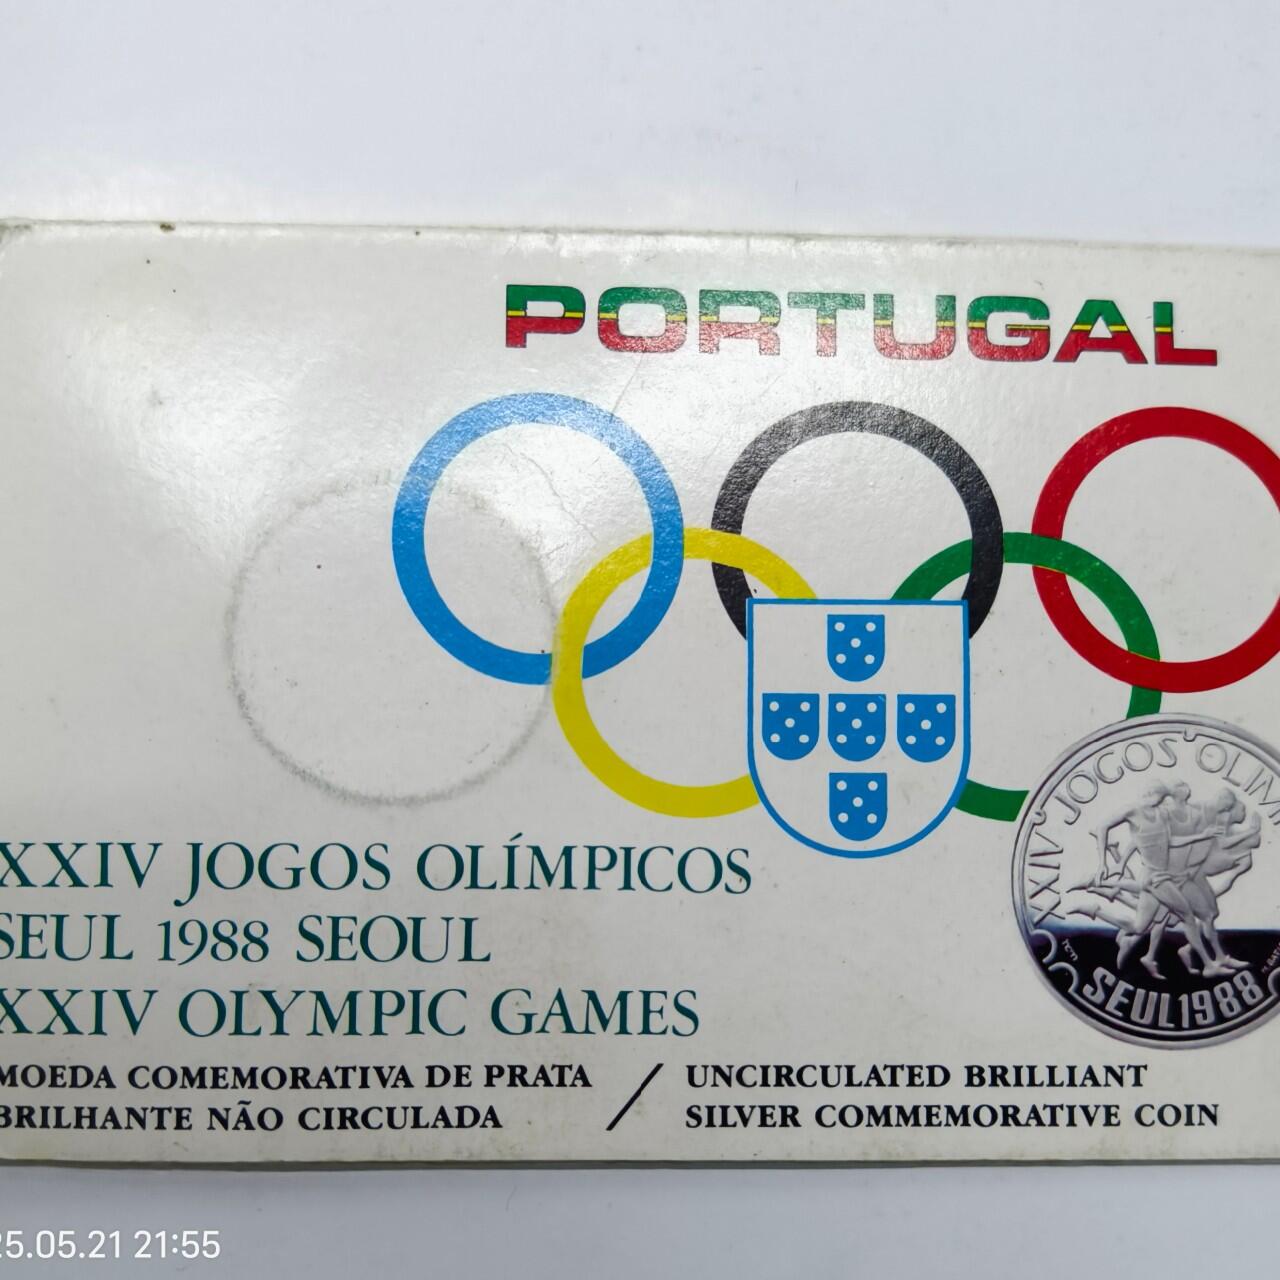 PORTUGAL
XXIV JOGOS OLÍMPICOS
SEUL 1988 SEOUL
XXIV OLYMPIC GAMES
MOEDA COMEMORATIVA DE PRATA
BRILHANTE NÃO CIRCULADA
UNCIRCULATED BRILLIANT
SILVER COMMEMORATIVE COIN
XXIV JOGOS OLIM
SEUL 1988
25.05.21 21:55